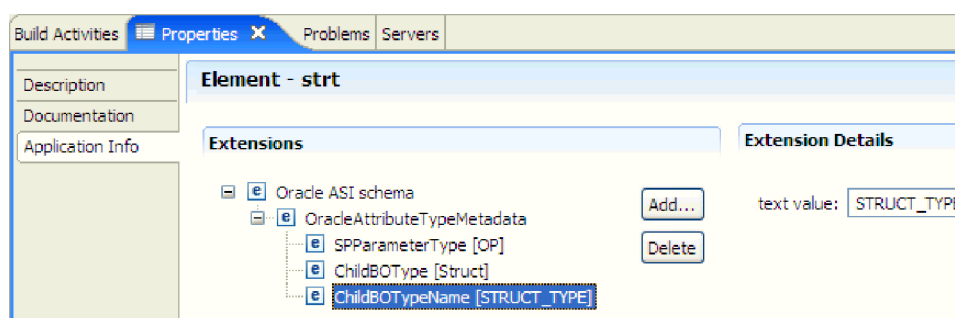 Build Activities Properties Problems Servers
Element - strt
Description
Documentation
Application Info
Extensions
Extension Details
Oracle ASI schema
OracleAttributeTypeMetadata
SPParameterType [OP]
ChildBOType [Struct]
ChildBOTypeName [STRUCT_TYPE]
Add...
Delete
text value: STRUCT_TYPE